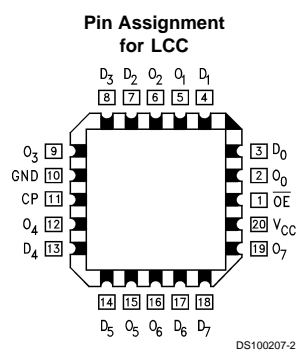 Pin Assignment
for LCC
D3 D2 O2 O1 D1
8 7 6 5 4
O3 9 3 D0
GND 10 2 O0
CP 11 1 O̅E̅
O4 12 20 VCC
D4 13 19 O7
14 15 16 17 18
D5 O5 O6 D6 D7
DS100207-2